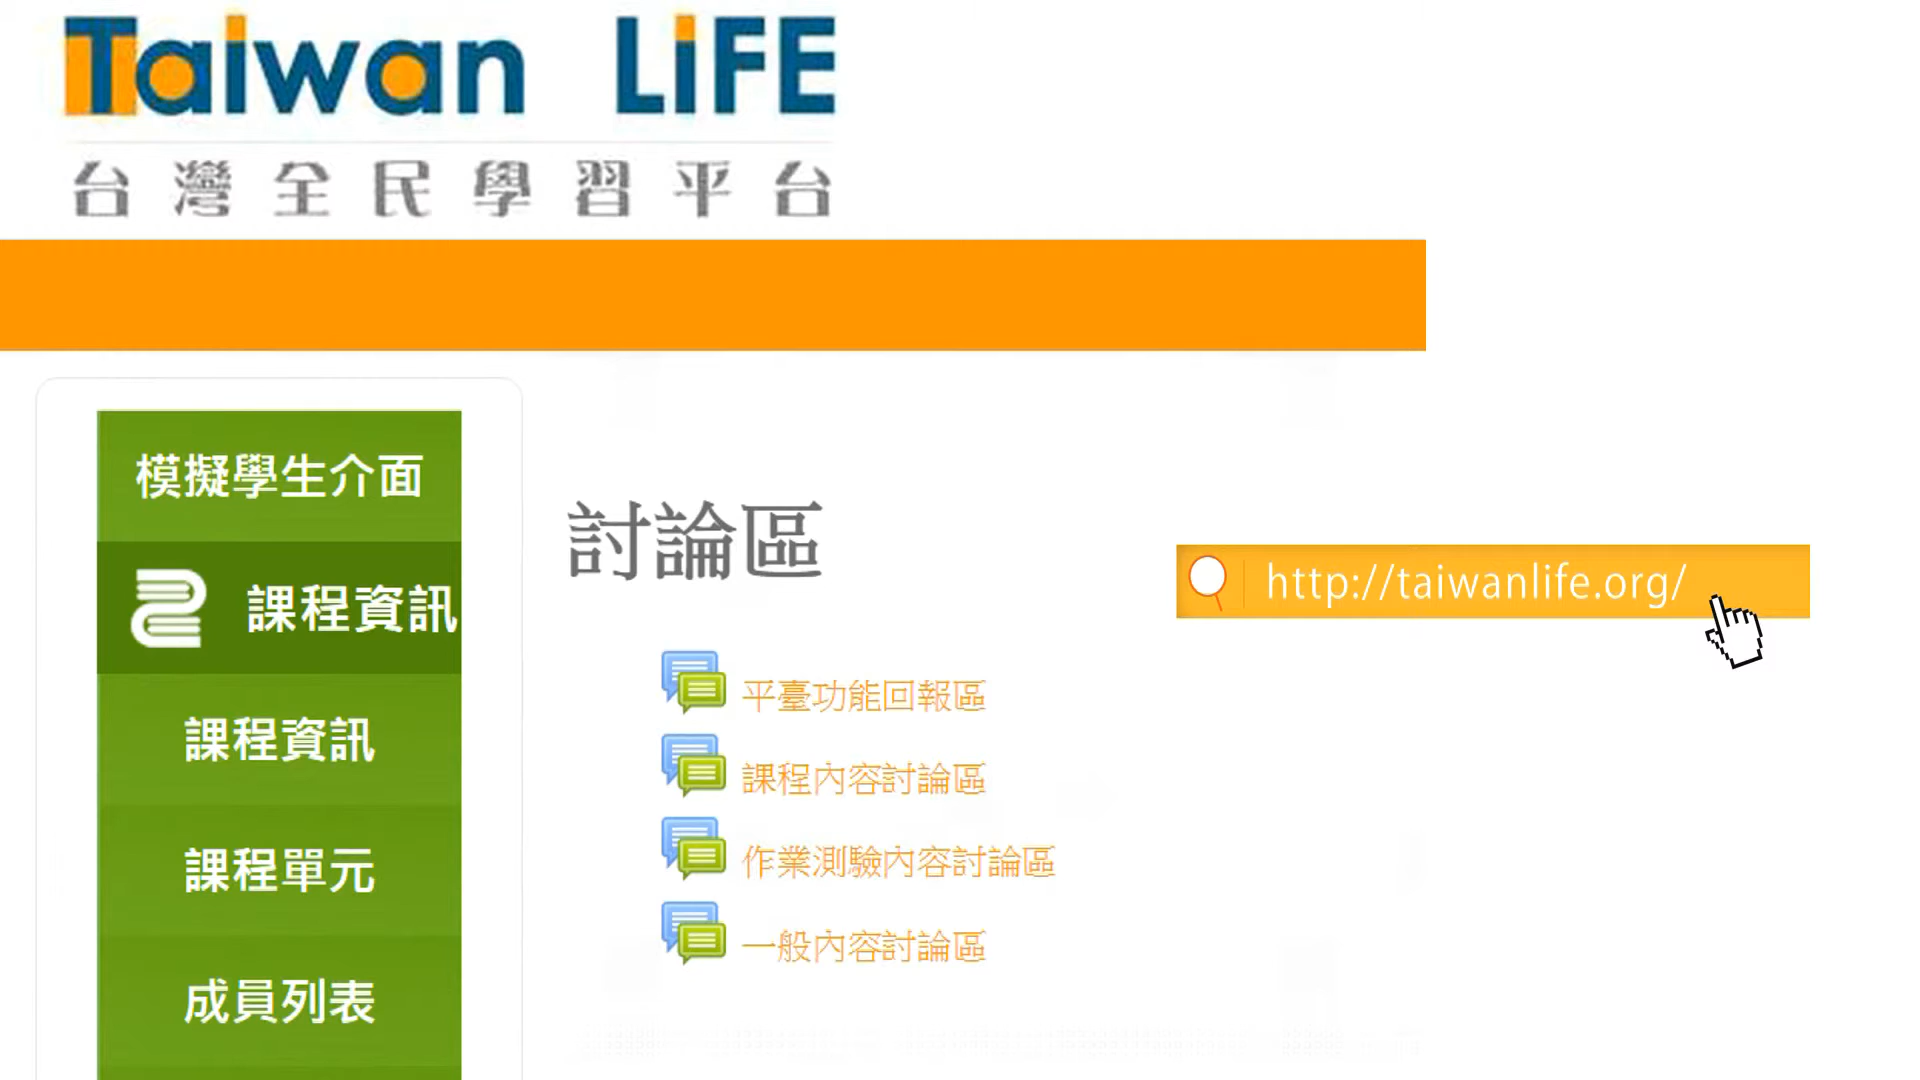 Taiwan LiFE
台灣全民學習平台
模擬學生介面
課程資訊
課程資訊
課程單元
成員列表
討論區
平臺功能回報區
課程內容討論區
作業測驗內容討論區
一般內容討論區
http://taiwanlife.org/